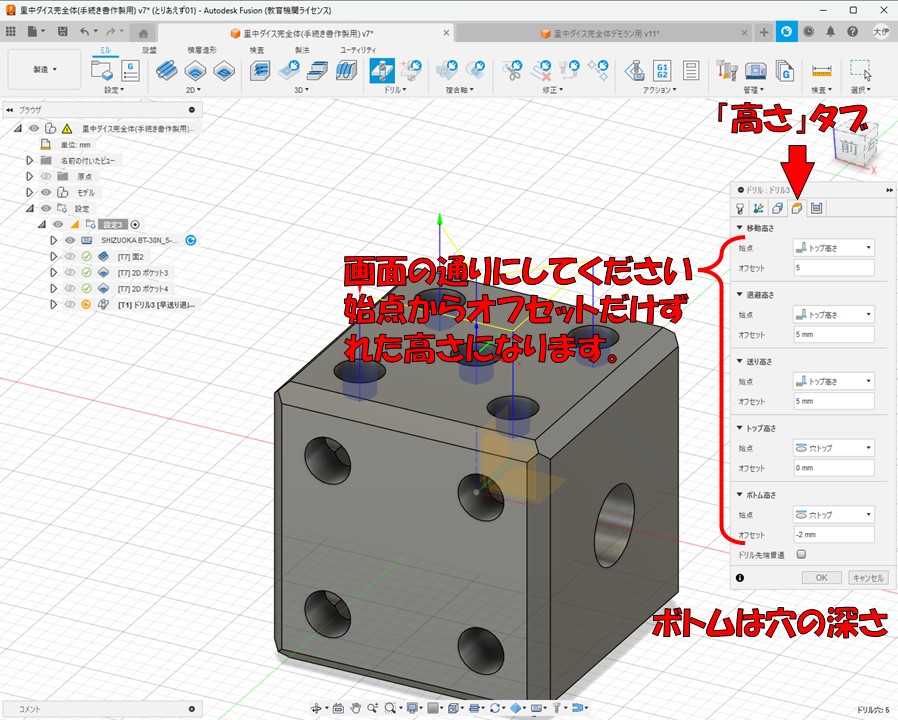 里中ダイス完全体(手続き書作製用) v7* (とりあえず01) - Autodesk Fusion (教育機関ライセンス)
里中ダイス完全体(手続き書作製用) v7*
里中ダイス完全体デモラン用 v11*
大伊
ミル
旋盤
積層造形
検査
製法
ユーティリティ
製造
G1
G2
設定
2D
3D
ドリル
複合軸
修正
アクション
管理
検査
選択
ブラウザ
里中ダイス完全体(手続き書作製用)...
単位: mm
名前の付いたビュー
原点
モデル
設定
設定3
SHIZUOKA BT-30N_5-...
[T7] 面2
[T7] 2D ポケット3
[T7] 2D ポケット4
[T1] ドリル3 [早送り退...
「高さ」タブ
前
X
画面の通りにしてください
始点からオフセットだけず
れた高さになります。
ドリル : ドリル3
移動高さ
始点 トップ高さ
オフセット 5
退避高さ
始点 トップ高さ
オフセット 5 mm
送り高さ
始点 トップ高さ
オフセット 5 mm
トップ高さ
始点 穴トップ
オフセット 0 mm
ボトム高さ
始点 穴トップ
オフセット -2 mm
ドリル先端貫通
OK キャンセル
ボトムは穴の深さ
コメント
ドリル穴: 5